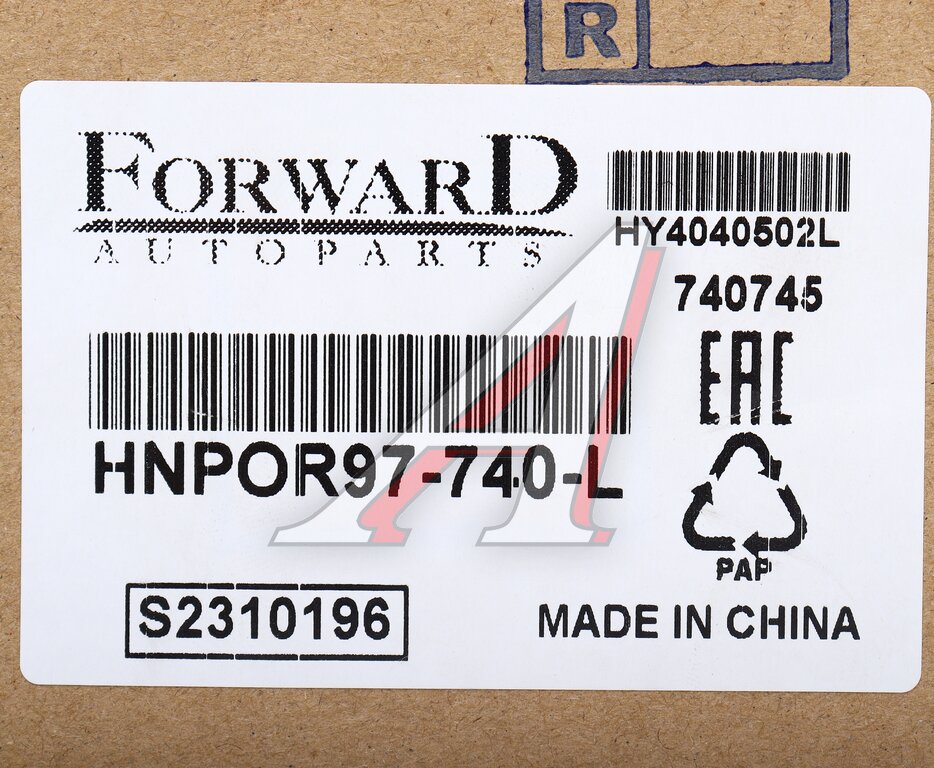 R
FORWARD
AUTOPARTS
HY4040502L
740745
HNPOR97-740-L
EAC
PAP
S2310196
MADE IN CHINA